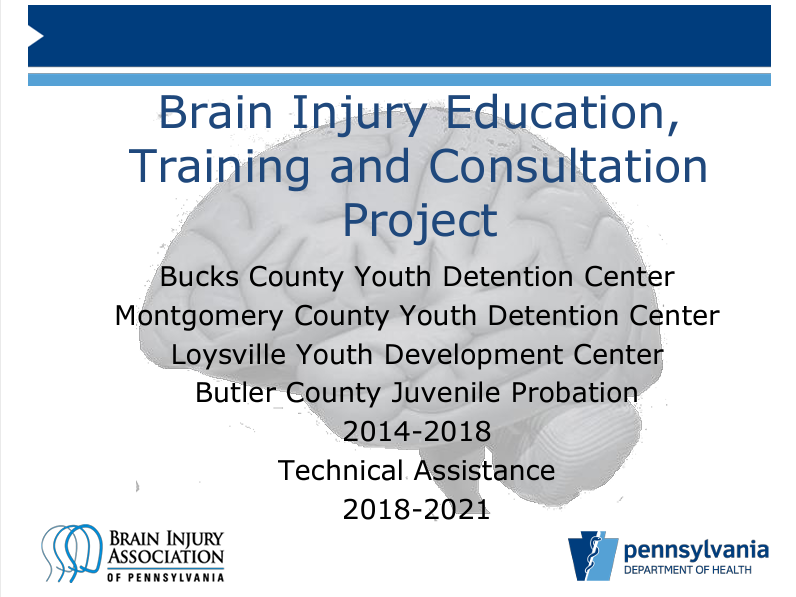 Brain Injury Education,
Training and Consultation
Project
Bucks County Youth Detention Center
Montgomery County Youth Detention Center
Loysville Youth Development Center
Butler County Juvenile Probation
2014-2018
Technical Assistance
2018-2021
BRAIN INJURY
ASSOCIATION
OF PENNSYLVANIA
pennsylvania
DEPARTMENT OF HEALTH